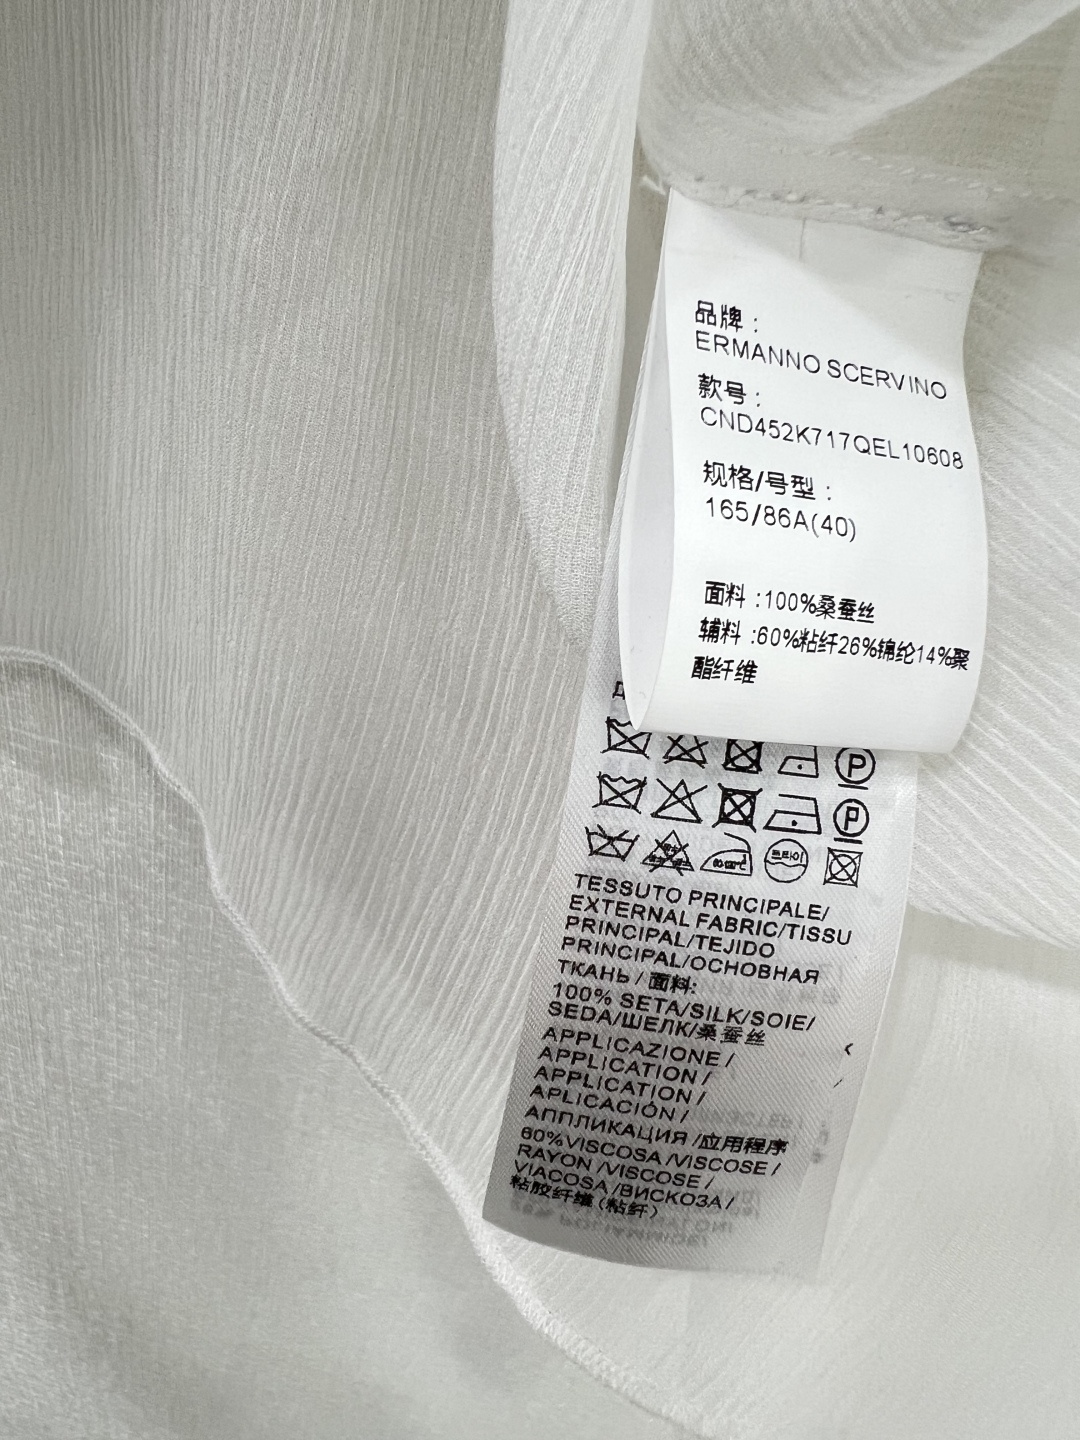 品牌：
ERMANNO SCERVINO
款号：
CND452K717QEL10608
规格/号型：
165/86A(40)
面料:100%桑蚕丝
辅料:60%粘纤26%锦纶14%聚
酯纤维
P
P
드라이
TESSUTO PRINCIPALE/
EXTERNAL FABRIC/TISSU
PRINCIPAL/TEJIDO
PRINCIPAL/ОСНОВНАЯ
ТКАНЬ/面料:
100% SETA/SILK/SOIE/
SEDA/ШЕЛК/桑蚕丝
APPLICAZIONE/
APPLICATION/
APPLICATION/
APLICACIÓN/
АППЛИКАЦИЯ/应用程序
60%VISCOSA/VISCOSE/
RAYON/VISCOSE/
VIACOSA/ВИСКОЗА/
粘胶纤维(粘纤)